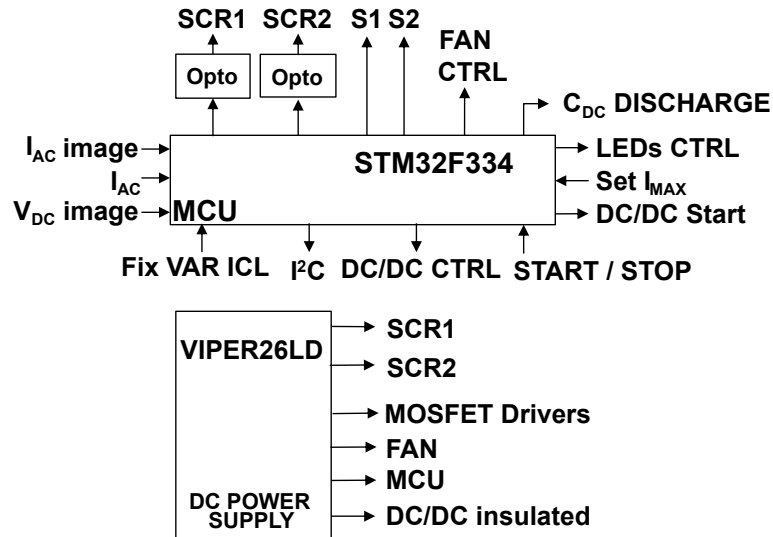 SCR1 SCR2 S1 S2
FAN
CTRL
Opto Opto
C_DC DISCHARGE
I_AC image
STM32F334
LEDs CTRL
I_AC
Set I_MAX
V_DC image
MCU
DC/DC Start
Fix VAR ICL I²C DC/DC CTRL START / STOP
VIPER26LD
SCR1
SCR2
MOSFET Drivers
FAN
MCU
DC POWER
SUPPLY
DC/DC insulated